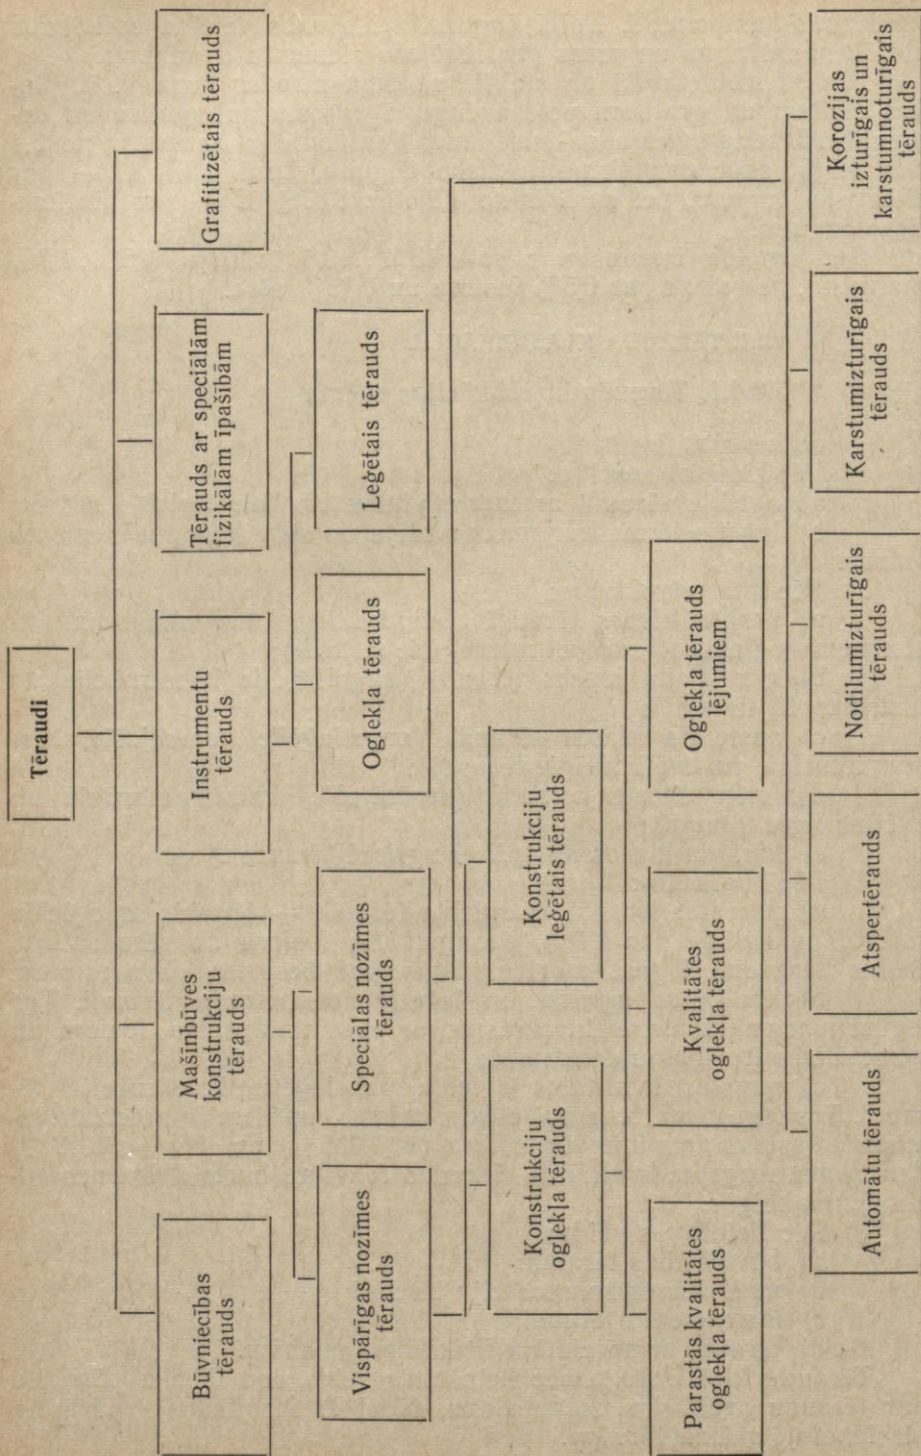 Tēraudi
Būvniecības
tērauds
Mašīnbūves
konstrukciju
tērauds
Instrumentu
tērauds
Tērauds ar speciālām
fizikālām īpašībām
Grafitizētais tērauds
Vispārīgas nozīmes
tērauds
Speciālas nozīmes
tērauds
Oglekļa tērauds
Leģētais tērauds
Konstrukciju
oglekļa tērauds
Konstrukciju
leģētais tērauds
Parastās kvalitātes
oglekļa tērauds
Kvalitātes
oglekļa tērauds
Oglekļa tērauds
lējumiem
Automātu tērauds
Atspertērauds
Nodilumizturīgais
tērauds
Karstumizturīgais
tērauds
Korozijas
izturīgais un
karstumnoturīgais
tērauds